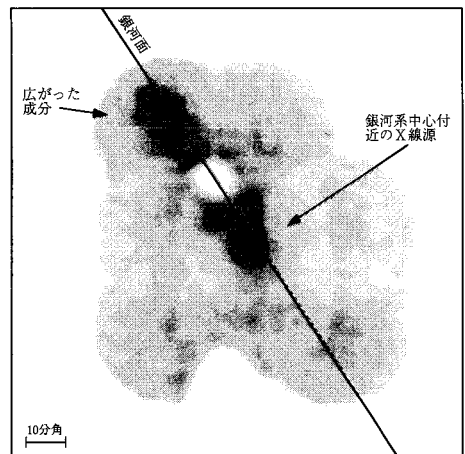 銀河面
広がった
成分
銀河系中心付
近のX線源
10分角